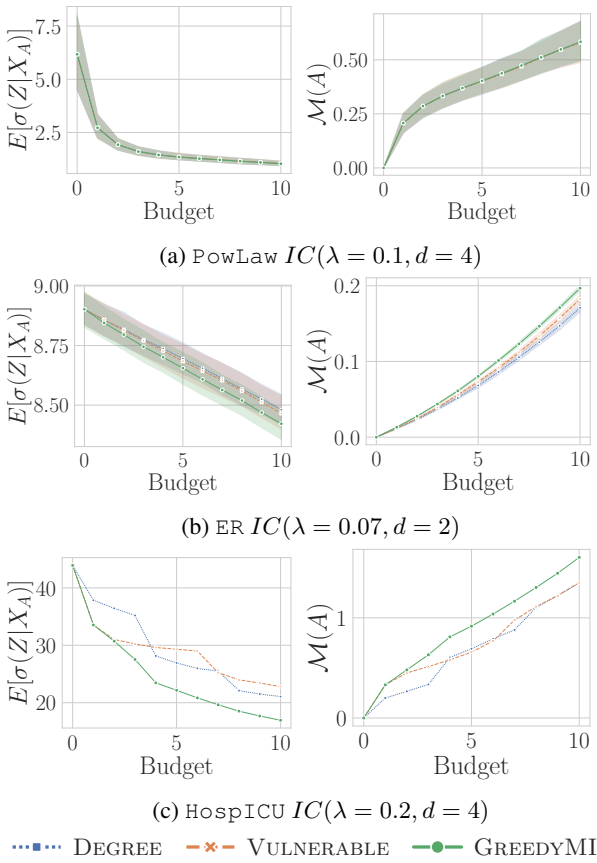 E[σ(Z|X_A)]
7.5
5.0
2.5
0
5
10
Budget
M(A)
0.50
0.25
0.00
0
5
10
Budget
(a) PowLaw IC(λ = 0.1, d = 4)
E[σ(Z|X_A)]
9.00
8.75
8.50
0
5
10
Budget
M(A)
0.2
0.1
0.0
0
5
10
Budget
(b) ER IC(λ = 0.07, d = 2)
E[σ(Z|X_A)]
40
30
20
0
5
10
Budget
M(A)
1
0
0
5
10
Budget
(c) HospICU IC(λ = 0.2, d = 4)
DEGREE VULNERABLE GREEDYMI